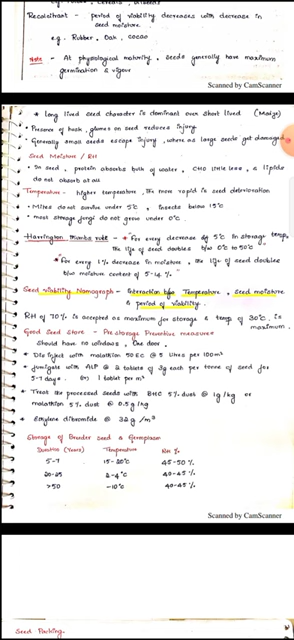 Recalcitrant - period of viability decreases with decrease in
seed moisture.
e.g. Rubber, Oak, cocao
Note - At physiological maturity, seeds generally have maximum
germination & vigour
Scanned by CamScanner
* Long lived seed character is dominant over short lived (Maize)
* Presence of husk, glumes on seed reduces injury
* Generally small seeds escape injury, where as large seeds get damaged
Seed Moisture / RH
* In seed, protein absorbs bulk of water, CHO little less, & lipids
do not absorb at all
Temperature - higher temperature, the more rapid is seed deterioration
* Mites do not survive under 5°C, insects below 15°C
* most storage fungi do not grow under 0°C.
Harrington thumbs rule - * "For every decrease of 5°C in storage temp,
the life of seed doubles b/w 0°C to 50°C
* "For every 1% decrease in moisture, the life of seed doubles
b/w moisture content of 5-14%"
Seed viability Nomograph - Interaction b/w Temperature, seed moisture
& period of viability.
RH of 70% is accepted as maximum for storage & temp of 30°C is
maximum.
Good Seed Store - Pre storage Preventive measures
Should have no windows, One door,
* Disinfect with malathion 50 EC @ 5 litres per 100m²
* fumigate with AlP @ 2 tablets of 3g each per tonne of seed for
5-7 days. (or) 1 tablet per m³
* Treat the processed seeds with BHC 5% dust @ 1g/kg or
malathion 5% dust @ 0.5g/kg
* Ethylene dibromide @ 32g/m³
Storage of Breeder seed & Germplasm
Duration (Years) Temperature RH %
5-7 15-20°C 45-50%
20-25 2-4°C 40-45%
>50 -10°C 40-45%
Scanned by CamScanner
Seed Packing-